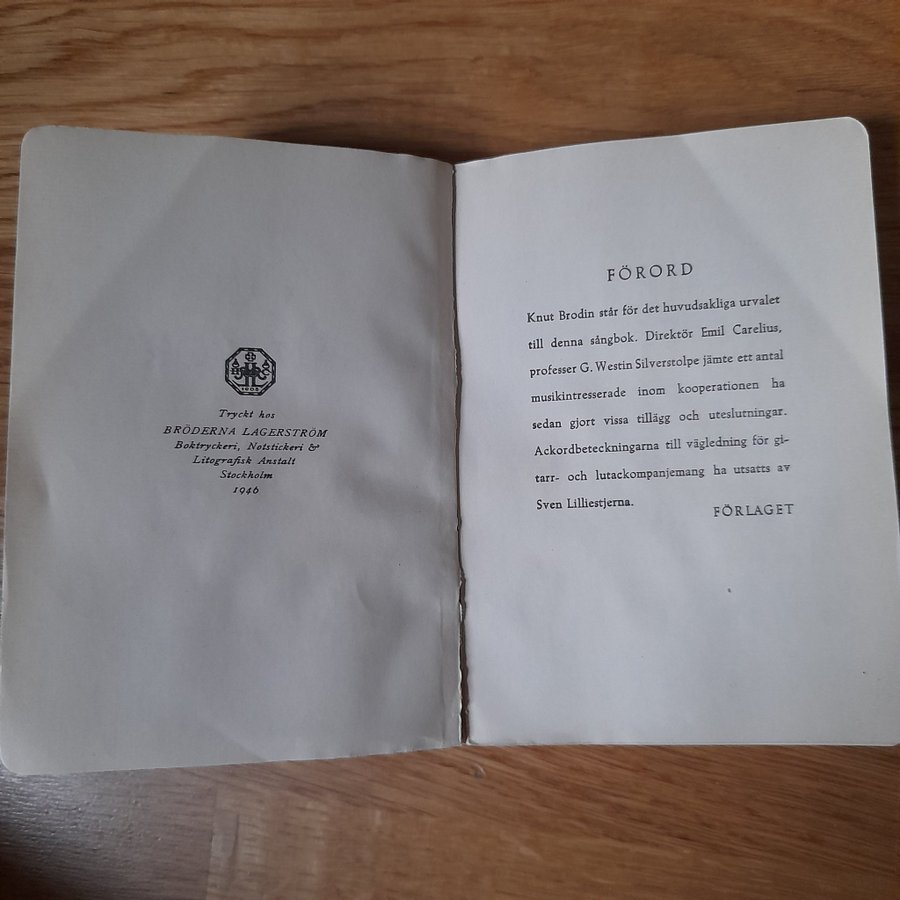 Tryckt hos
BRÖDERNA LAGERSTRÖM
Boktryckeri, Notstickeri &
Litografisk Anstalt
Stockholm
1946
FÖRORD
Knut Brodin står för det huvudsakliga urvalet
till denna sångbok. Direktör Emil Carelius,
professer G. Westin Silverstolpe jämte ett antal
musikintresserade inom kooperationen ha
sedan gjort vissa tillägg och uteslutningar.
Ackordbeteckningarna till vägledning för gi-
tarr- och lutackompanjemang ha utsatts av
Sven Lilliestjerna.
FÖRLAGET